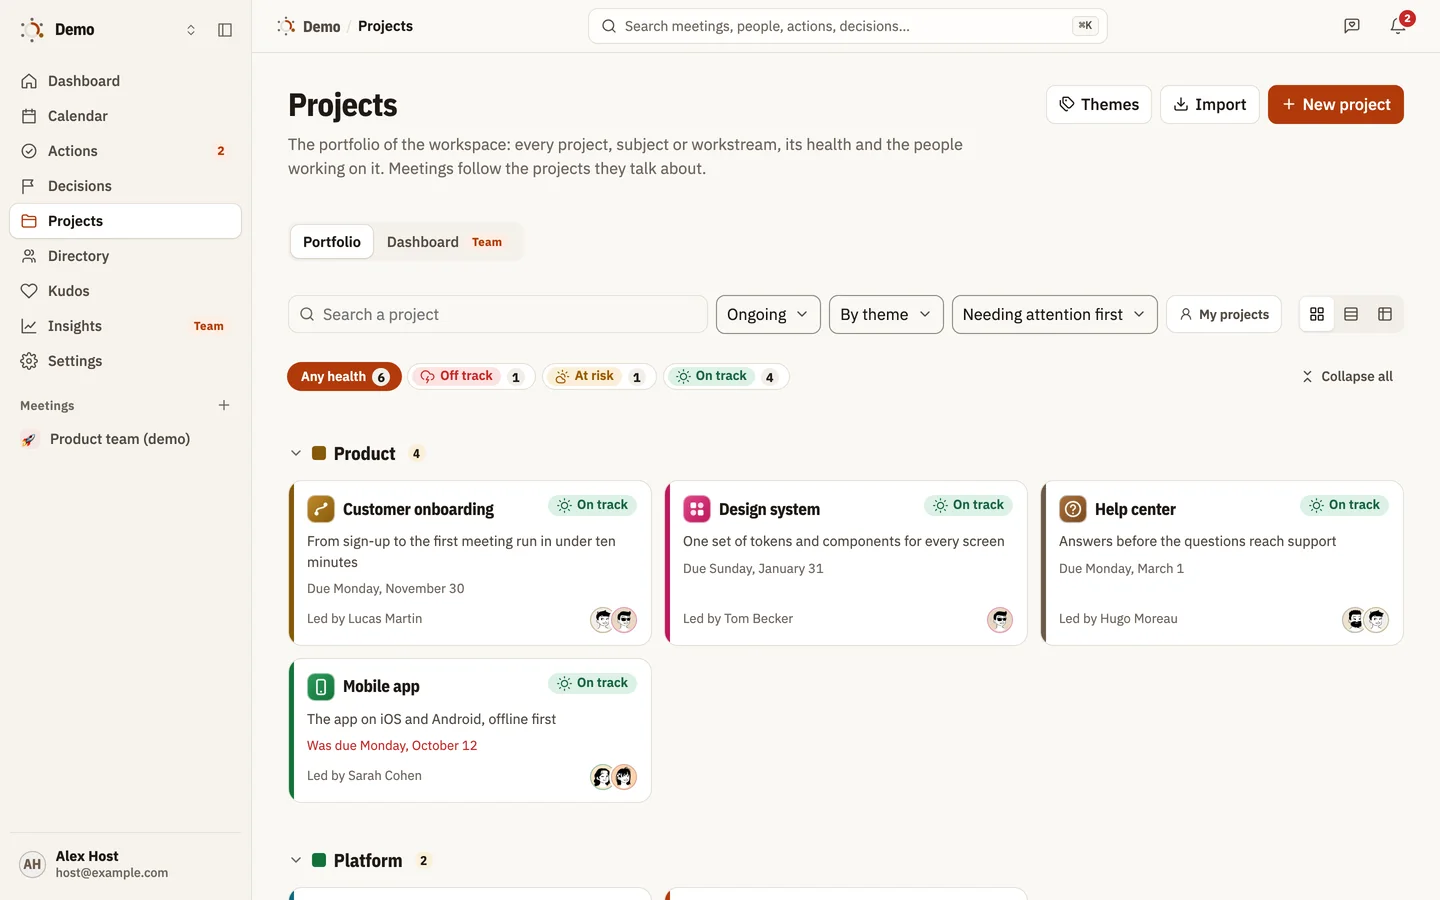 Demo
Dashboard
Calendar
Actions 2
Decisions
Projects
Directory
Kudos
Insights Team
Settings
Meetings
Product team (demo)
AH
Alex Host
host@example.com
Demo / Projects
Search meetings, people, actions, decisions... ⌘K
2
Projects
The portfolio of the workspace: every project, subject or workstream, its health and the people
working on it. Meetings follow the projects they talk about.
Themes
Import
New project
Portfolio
Dashboard Team
Search a project
Ongoing
By theme
Needing attention first
My projects
Any health 6
Off track 1
At risk 1
On track 4
Collapse all
Product 4
Customer onboarding
On track
From sign-up to the first meeting run in under ten
minutes
Due Monday, November 30
Led by Lucas Martin
Design system
On track
One set of tokens and components for every screen
Due Sunday, January 31
Led by Tom Becker
Help center
On track
Answers before the questions reach support
Due Monday, March 1
Led by Hugo Moreau
Mobile app
On track
The app on iOS and Android, offline first
Was due Monday, October 12
Led by Sarah Cohen
Platform 2